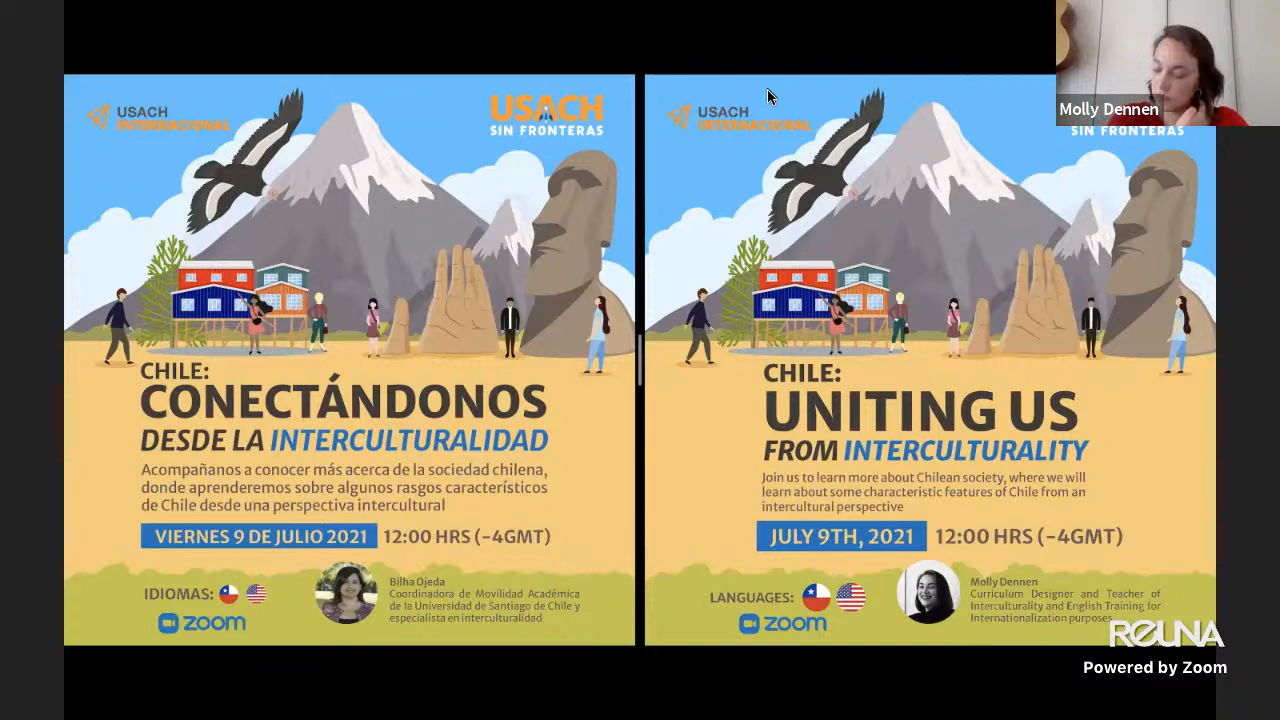 USACH
INTERNACIONAL
USACH
SIN FRONTERAS
CHILE:
CONECTÁNDONOS
DESDE LA INTERCULTURALIDAD
Acompañanos a conocer más acerca de la sociedad chilena,
donde aprenderemos sobre algunos rasgos característicos
de Chile desde una perspectiva intercultural
VIERNES 9 DE JULIO 2021 12:00 HRS (-4GMT)
IDIOMAS:
zoom
Bilha Ojeda
Coordinadora de Movilidad Académica
de la Universidad de Santiago de Chile y
especialista en interculturalidad
USACH
INTERNACIONAL
SIN FRONTERAS
CHILE:
UNITING US
FROM INTERCULTURALITY
Join us to learn more about Chilean society, where we will
learn about some characteristic features of Chile from an
intercultural perspective
JULY 9TH, 2021 12:00 HRS (-4GMT)
LANGUAGES:
zoom
Molly Dennen
Curriculum Designer and Teacher of
Interculturality and English Training for
Internationalization purposes
Molly Dennen
REUNA
Powered by Zoom